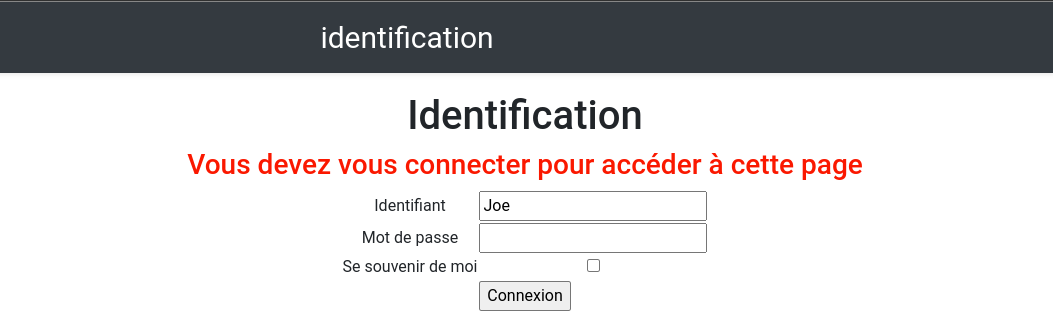 identification
Identification
Vous devez vous connecter pour accéder à cette page
Identifiant Joe
Mot de passe
Se souvenir de moi
Connexion